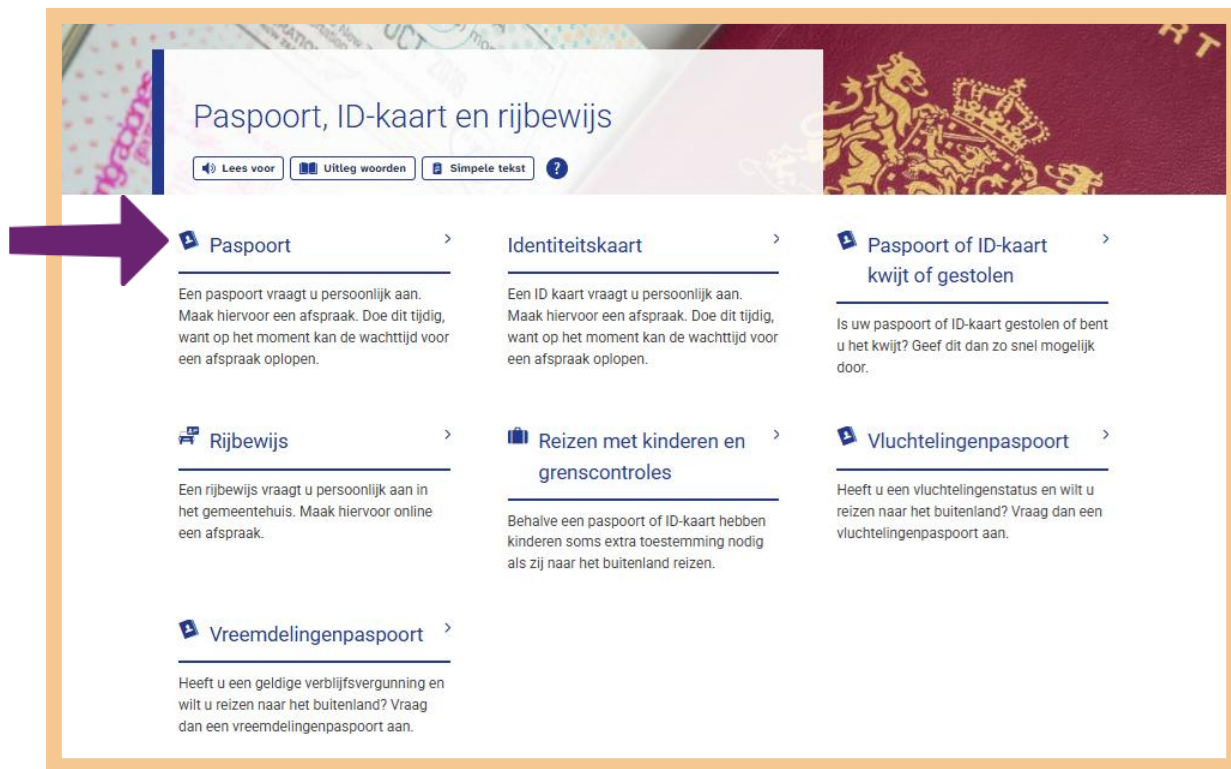 OCT
2018
RT
Paspoort, ID-kaart en rijbewijs
Lees voor
Uitleg woorden
Simpele tekst
?
Paspoort
Een paspoort vraagt u persoonlijk aan.
Maak hiervoor een afspraak. Doe dit tijdig,
want op het moment kan de wachttijd voor
een afspraak oplopen.
Identiteitskaart
Een ID kaart vraagt u persoonlijk aan.
Maak hiervoor een afspraak. Doe dit tijdig,
want op het moment kan de wachttijd voor
een afspraak oplopen.
Paspoort of ID-kaart
kwijt of gestolen
Is uw paspoort of ID-kaart gestolen of bent
u het kwijt? Geef dit dan zo snel mogelijk
door.
Rijbewijs
Een rijbewijs vraagt u persoonlijk aan in
het gemeentehuis. Maak hiervoor online
een afspraak.
Reizen met kinderen en
grenscontroles
Behalve een paspoort of ID-kaart hebben
kinderen soms extra toestemming nodig
als zij naar het buitenland reizen.
Vluchtelingenpaspoort
Heeft u een vluchtelingenstatus en wilt u
reizen naar het buitenland? Vraag dan een
vluchtelingenpaspoort aan.
Vreemdelingenpaspoort
Heeft u een geldige verblijfsvergunning en
wilt u reizen naar het buitenland? Vraag
dan een vreemdelingenpaspoort aan.